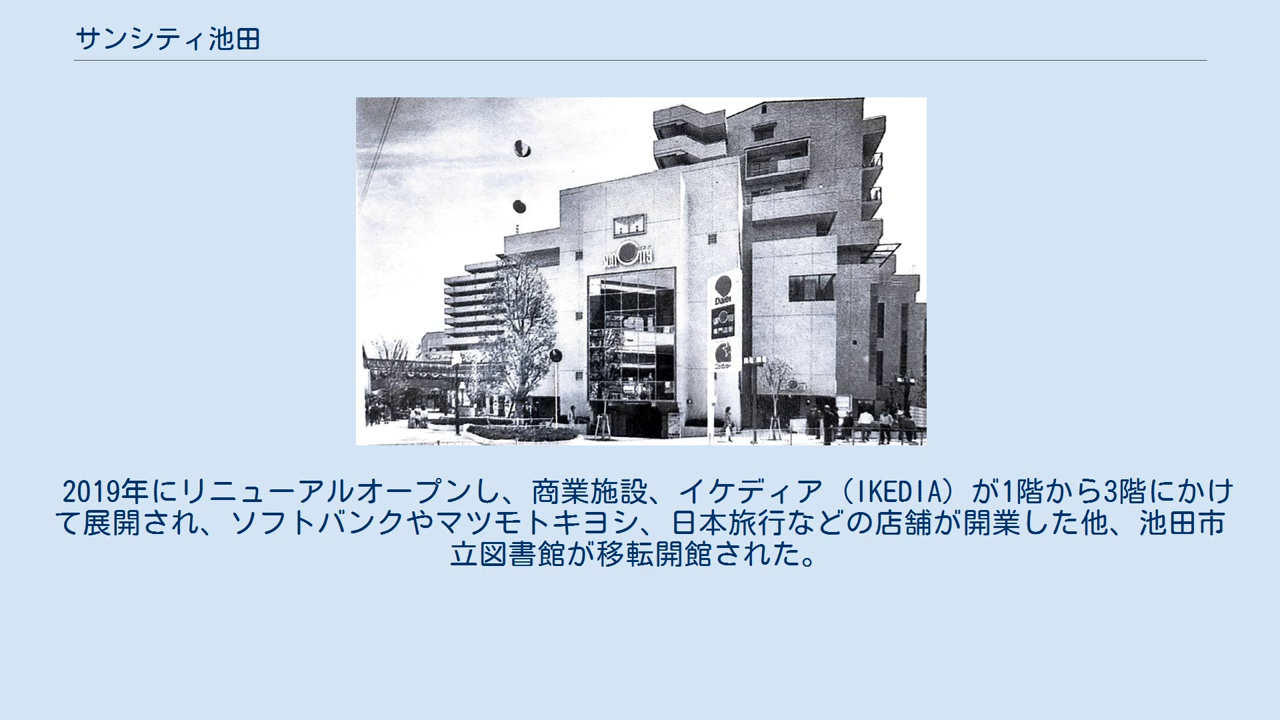 サンシティ池田
Daiei
2019年にリニューアルオープンし、商業施設、イケディア（IKEDIA）が1階から3階にかけ
て展開され、ソフトバンクやマツモトキヨシ、日本旅行などの店舗が開業した他、池田市
立図書館が移転開館された。